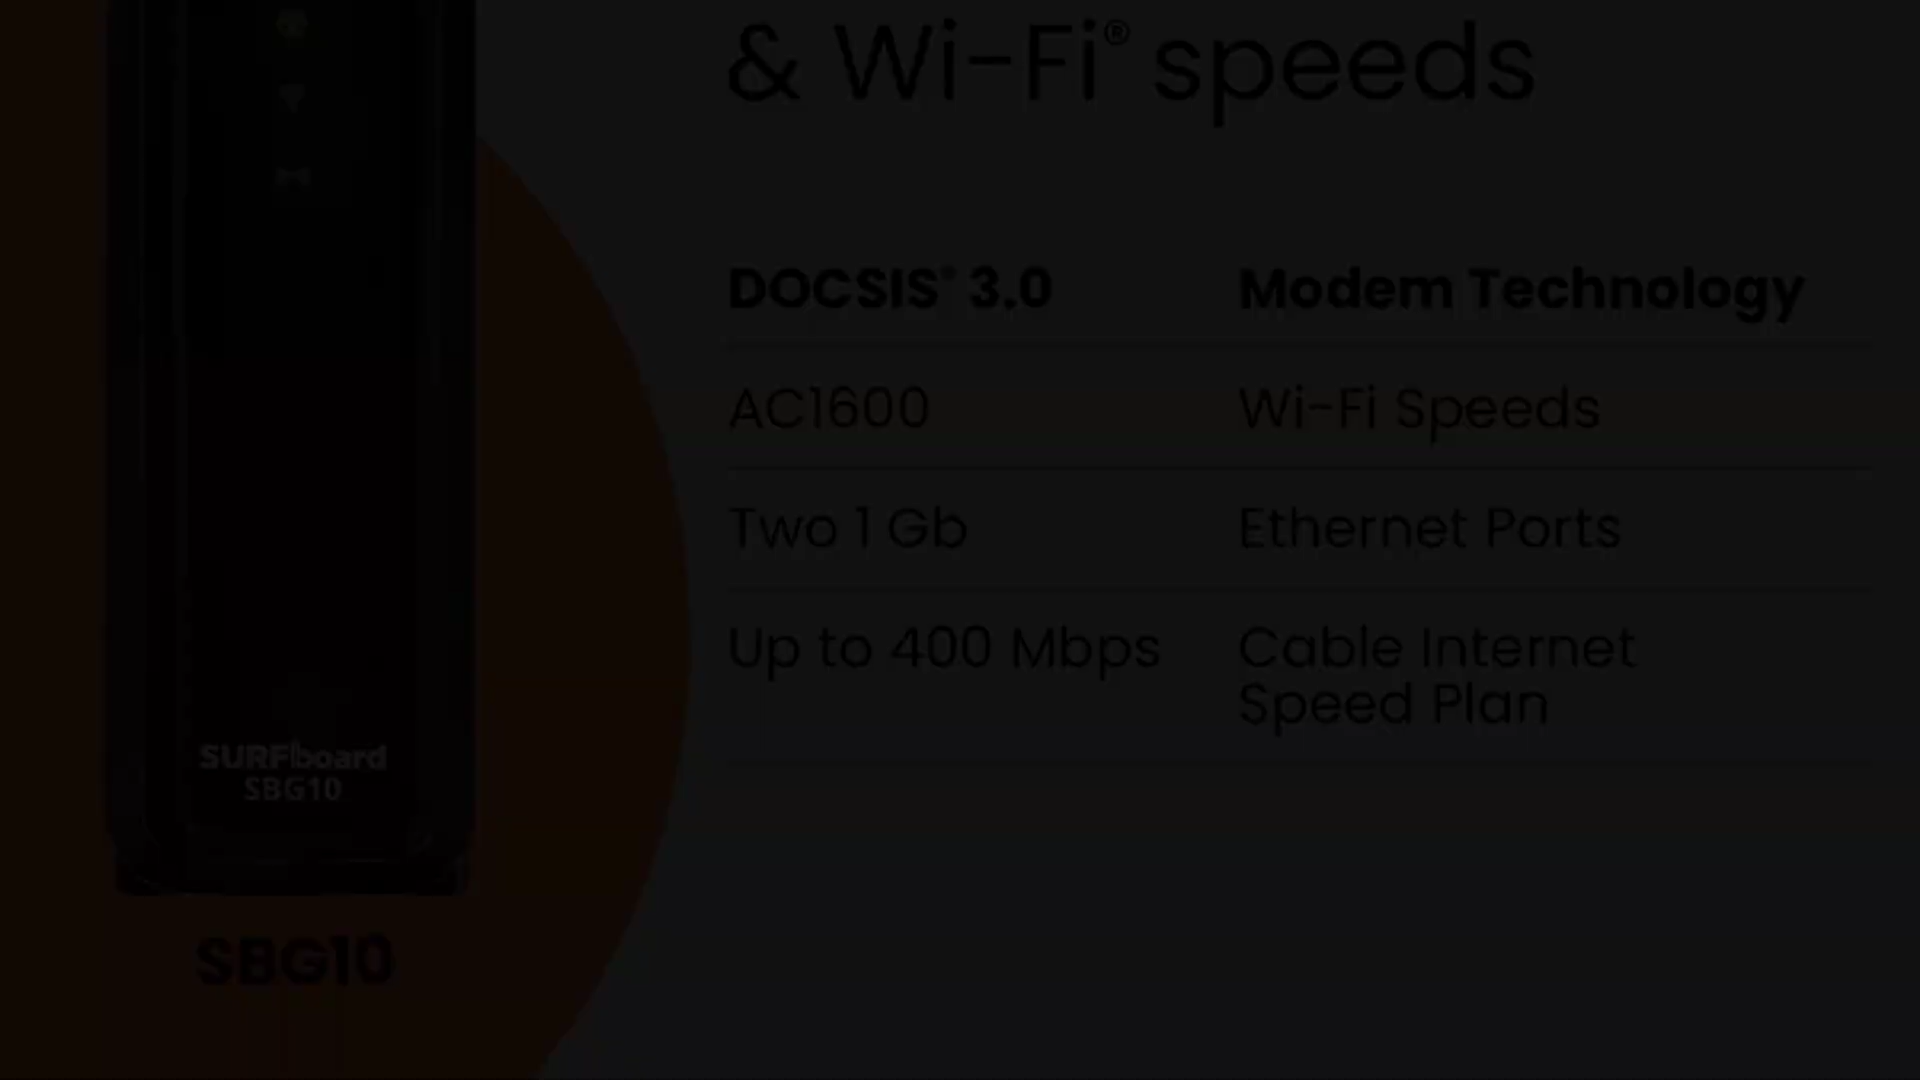 & Wi-Fi® speeds
DOCSIS® 3.0 Modem Technology
AC1600 Wi-Fi Speeds
Two 1 Gb Ethernet Ports
Up to 400 Mbps Cable Internet
Speed Plan
SURFboard
SBG10
SBG10